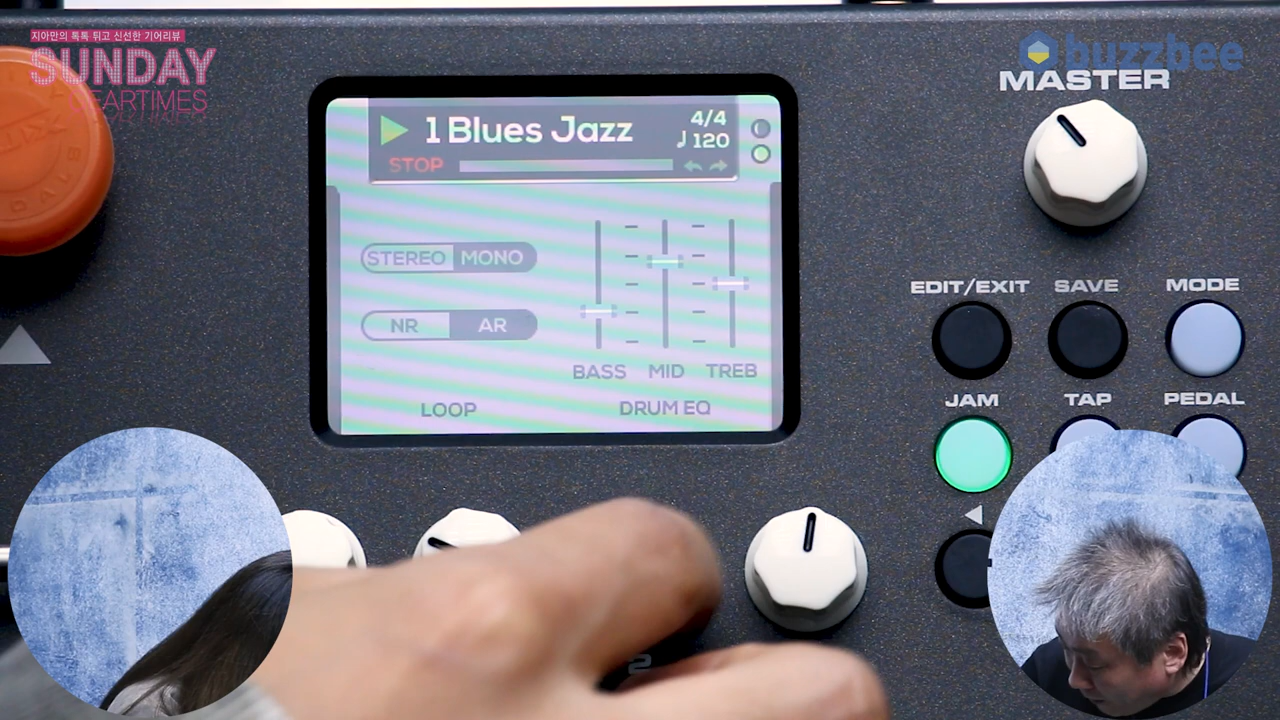 지아만의 톡톡 튀고 신선한 기어리뷰
SUNDAY
EARTIMES
buzzbee
MASTER
1 Blues Jazz
4/4
♩120
STOP
STEREO MONO
NR AR
BASS MID TREB
LOOP DRUM EQ
EDIT/EXIT SAVE MODE
JAM TAP PEDAL
2